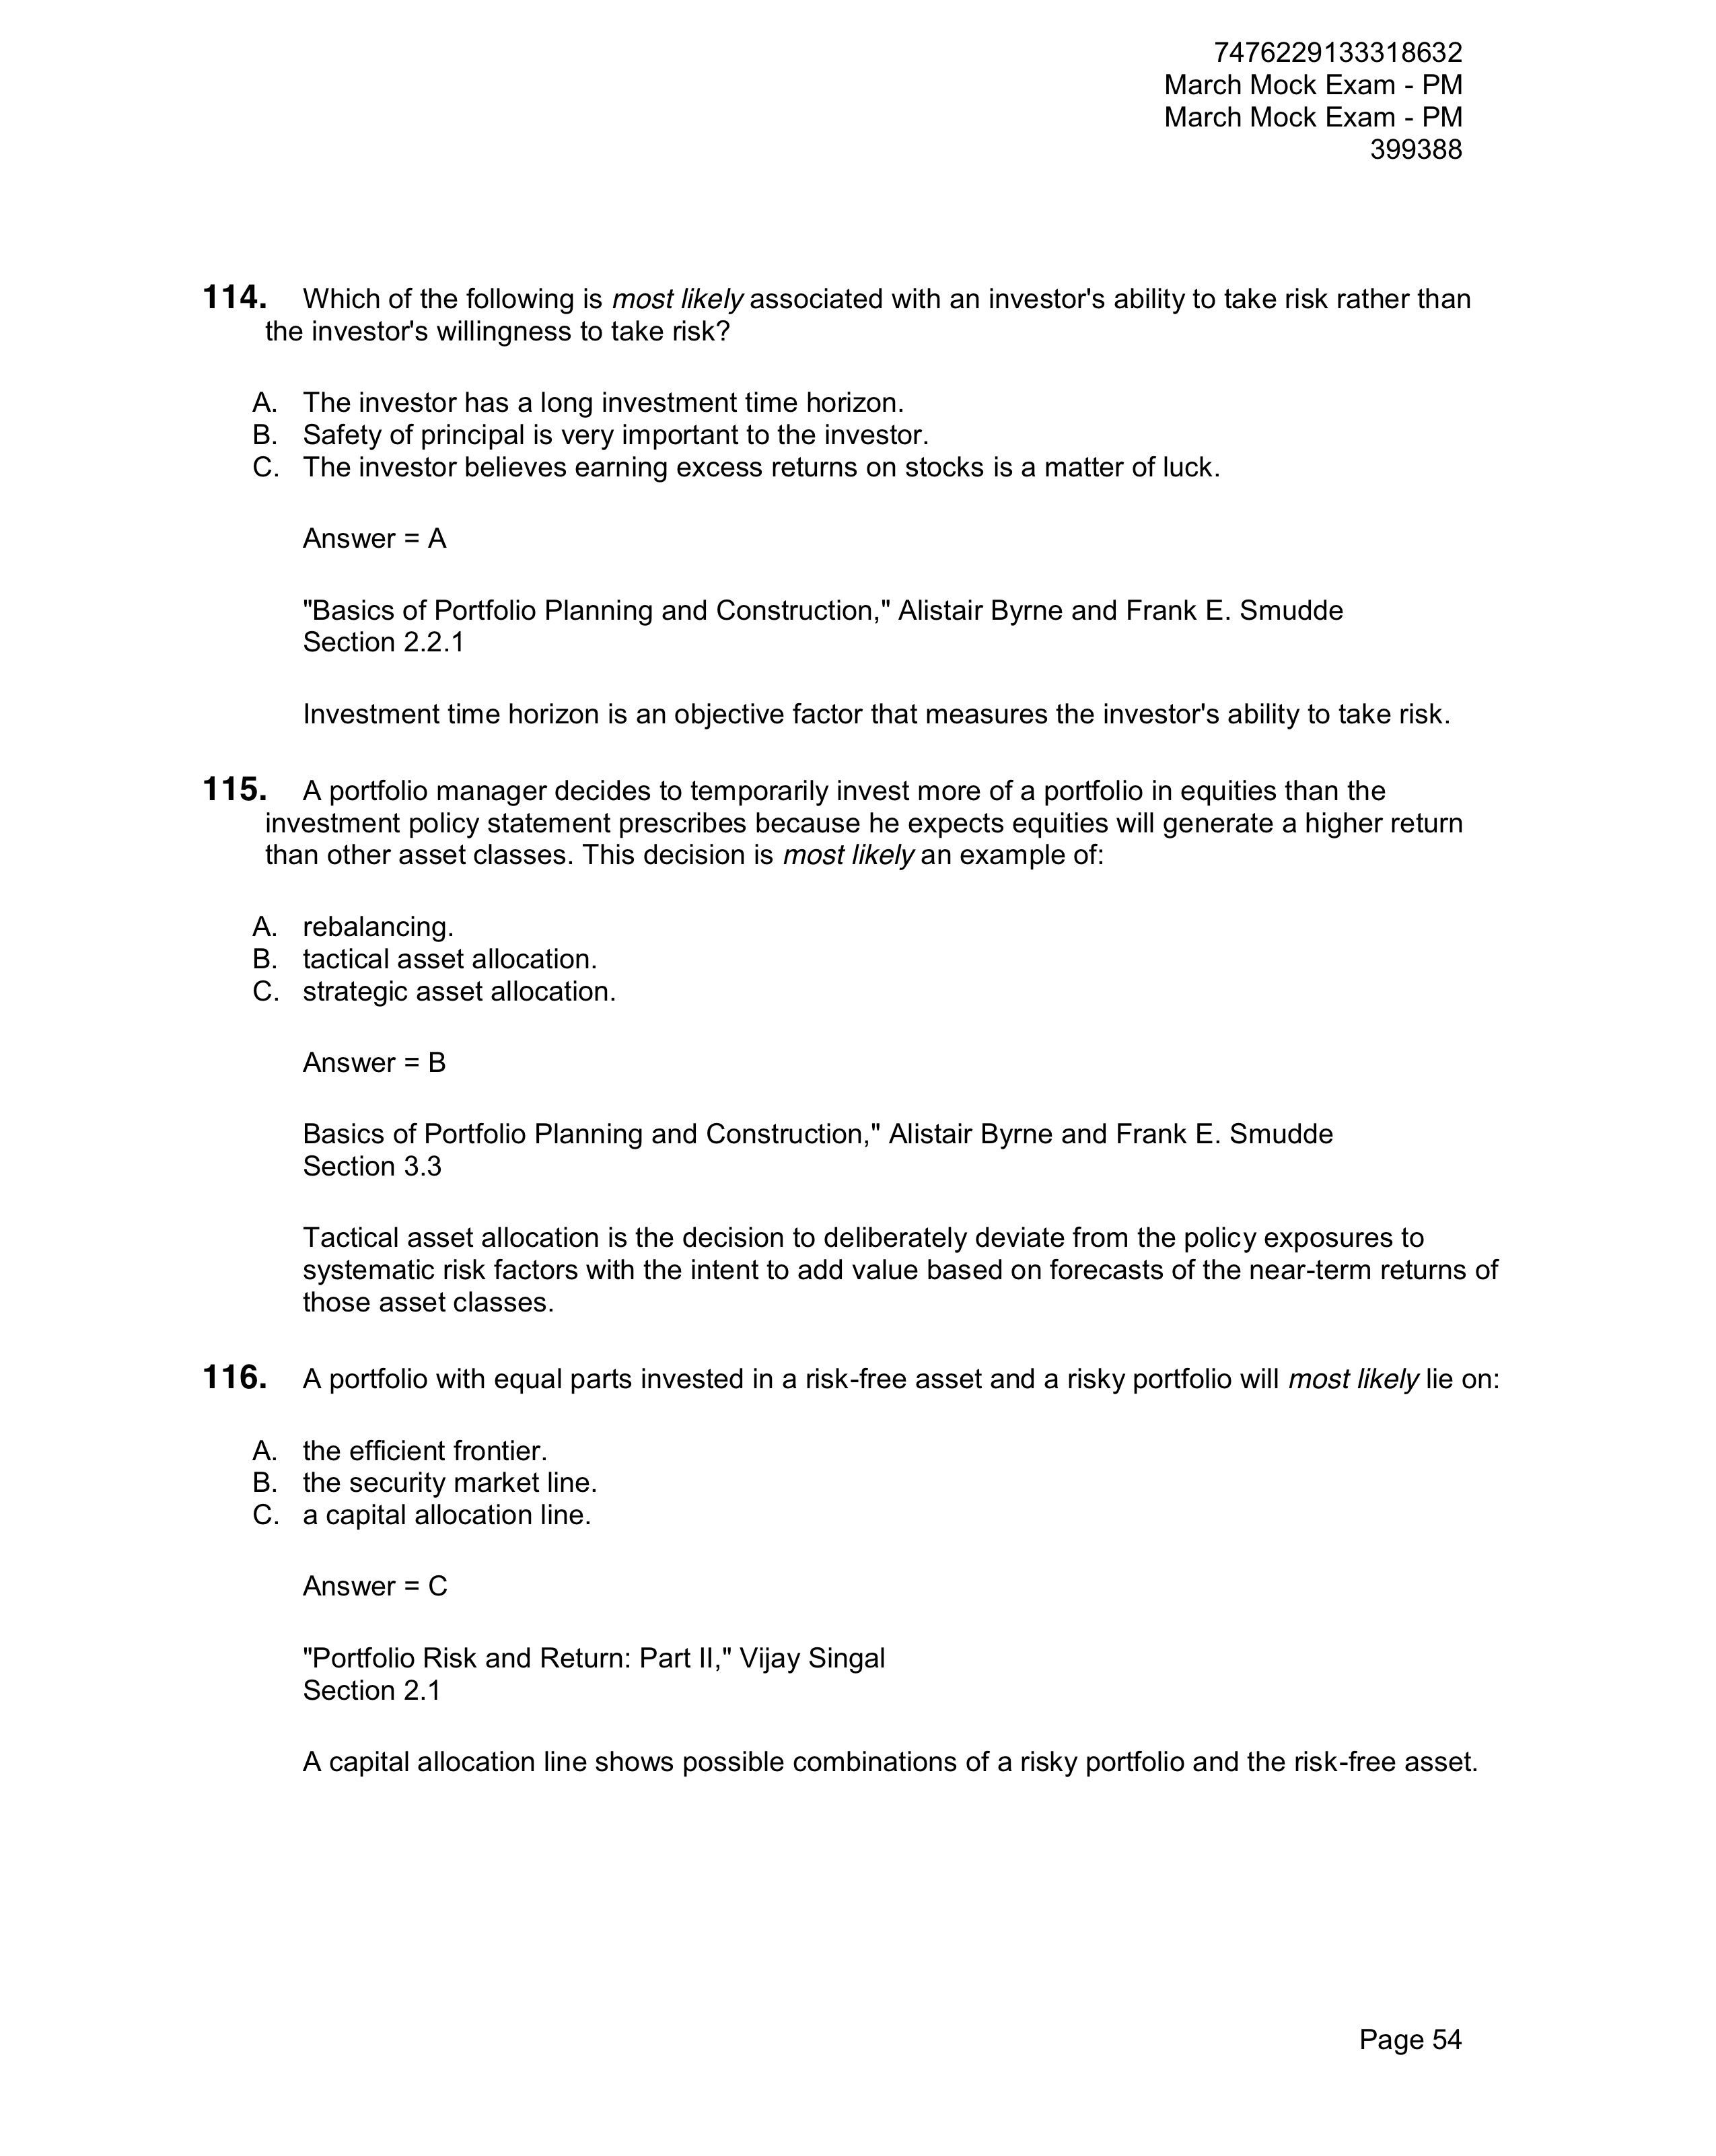 7476229133318632
March Mock Exam - PM
March Mock Exam - PM
399388
114. Which of the following is most likely associated with an investor's ability to take risk rather than
the investor's willingness to take risk?
A. The investor has a long investment time horizon.
B. Safety of principal is very important to the investor.
C. The investor believes earning excess returns on stocks is a matter of luck.
Answer = A
"Basics of Portfolio Planning and Construction," Alistair Byrne and Frank E. Smudde
Section 2.2.1
Investment time horizon is an objective factor that measures the investor's ability to take risk.
115. A portfolio manager decides to temporarily invest more of a portfolio in equities than the
investment policy statement prescribes because he expects equities will generate a higher return
than other asset classes. This decision is most likely an example of:
A. rebalancing.
B. tactical asset allocation.
C. strategic asset allocation.
Answer = B
Basics of Portfolio Planning and Construction," Alistair Byrne and Frank E. Smudde
Section 3.3
Tactical asset allocation is the decision to deliberately deviate from the policy exposures to
systematic risk factors with the intent to add value based on forecasts of the near-term returns of
those asset classes.
116. A portfolio with equal parts invested in a risk-free asset and a risky portfolio will most likely lie on:
A. the efficient frontier.
B. the security market line.
C. a capital allocation line.
Answer = C
"Portfolio Risk and Return: Part II," Vijay Singal
Section 2.1
A capital allocation line shows possible combinations of a risky portfolio and the risk-free asset.
Page 54